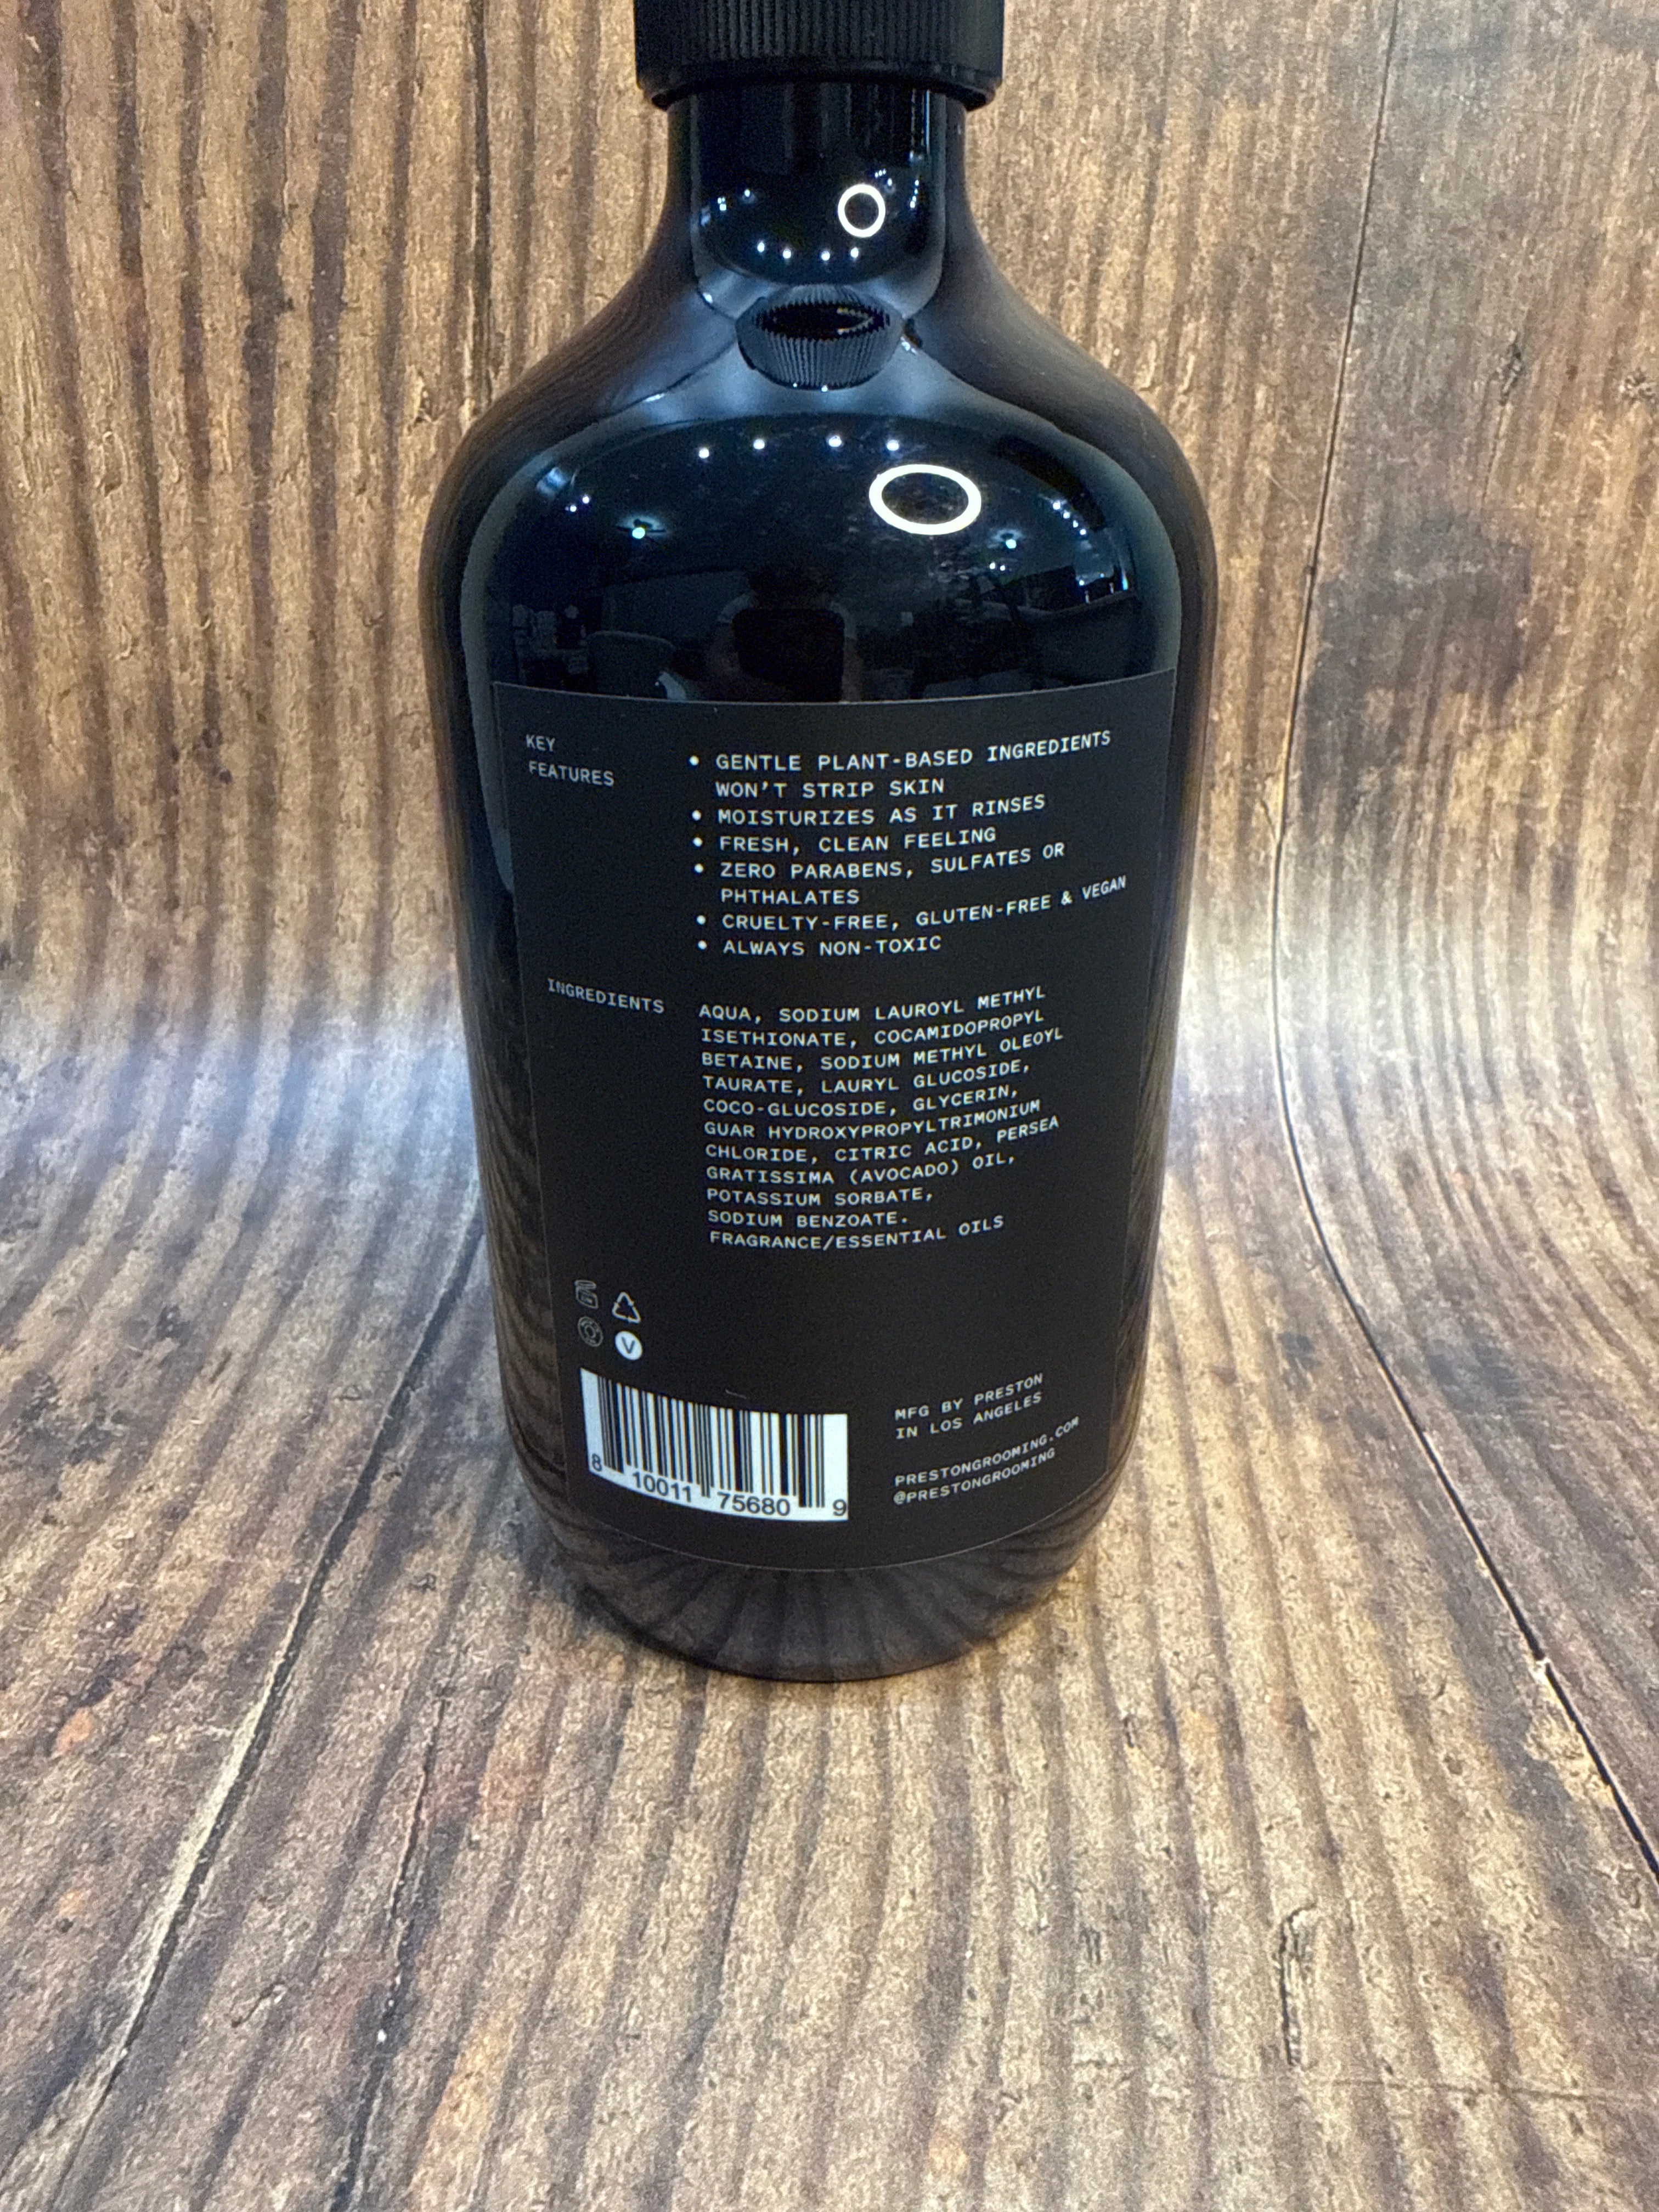 KEY
FEATURES
• GENTLE PLANT-BASED INGREDIENTS
WON'T STRIP SKIN
• MOISTURIZES AS IT RINSES
• FRESH, CLEAN FEELING
• ZERO PARABENS, SULFATES OR
PHTHALATES
• CRUELTY-FREE, GLUTEN-FREE & VEGAN
• ALWAYS NON-TOXIC
INGREDIENTS
AQUA, SODIUM LAUROYL METHYL
ISETHIONATE, COCAMIDOPROPYL
BETAINE, SODIUM METHYL OLEOYL
TAURATE, LAURYL GLUCOSIDE,
COCO-GLUCOSIDE, GLYCERIN,
GUAR HYDROXYPROPYLTRIMONIUM
CHLORIDE, CITRIC ACID, PERSEA
GRATISSIMA (AVOCADO) OIL,
POTASSIUM SORBATE,
SODIUM BENZOATE.
FRAGRANCE/ESSENTIAL OILS
V
8 10011 75680 9
MFG BY PRESTON
IN LOS ANGELES
PRESTONGROOMING.COM
@PRESTONGROOMING